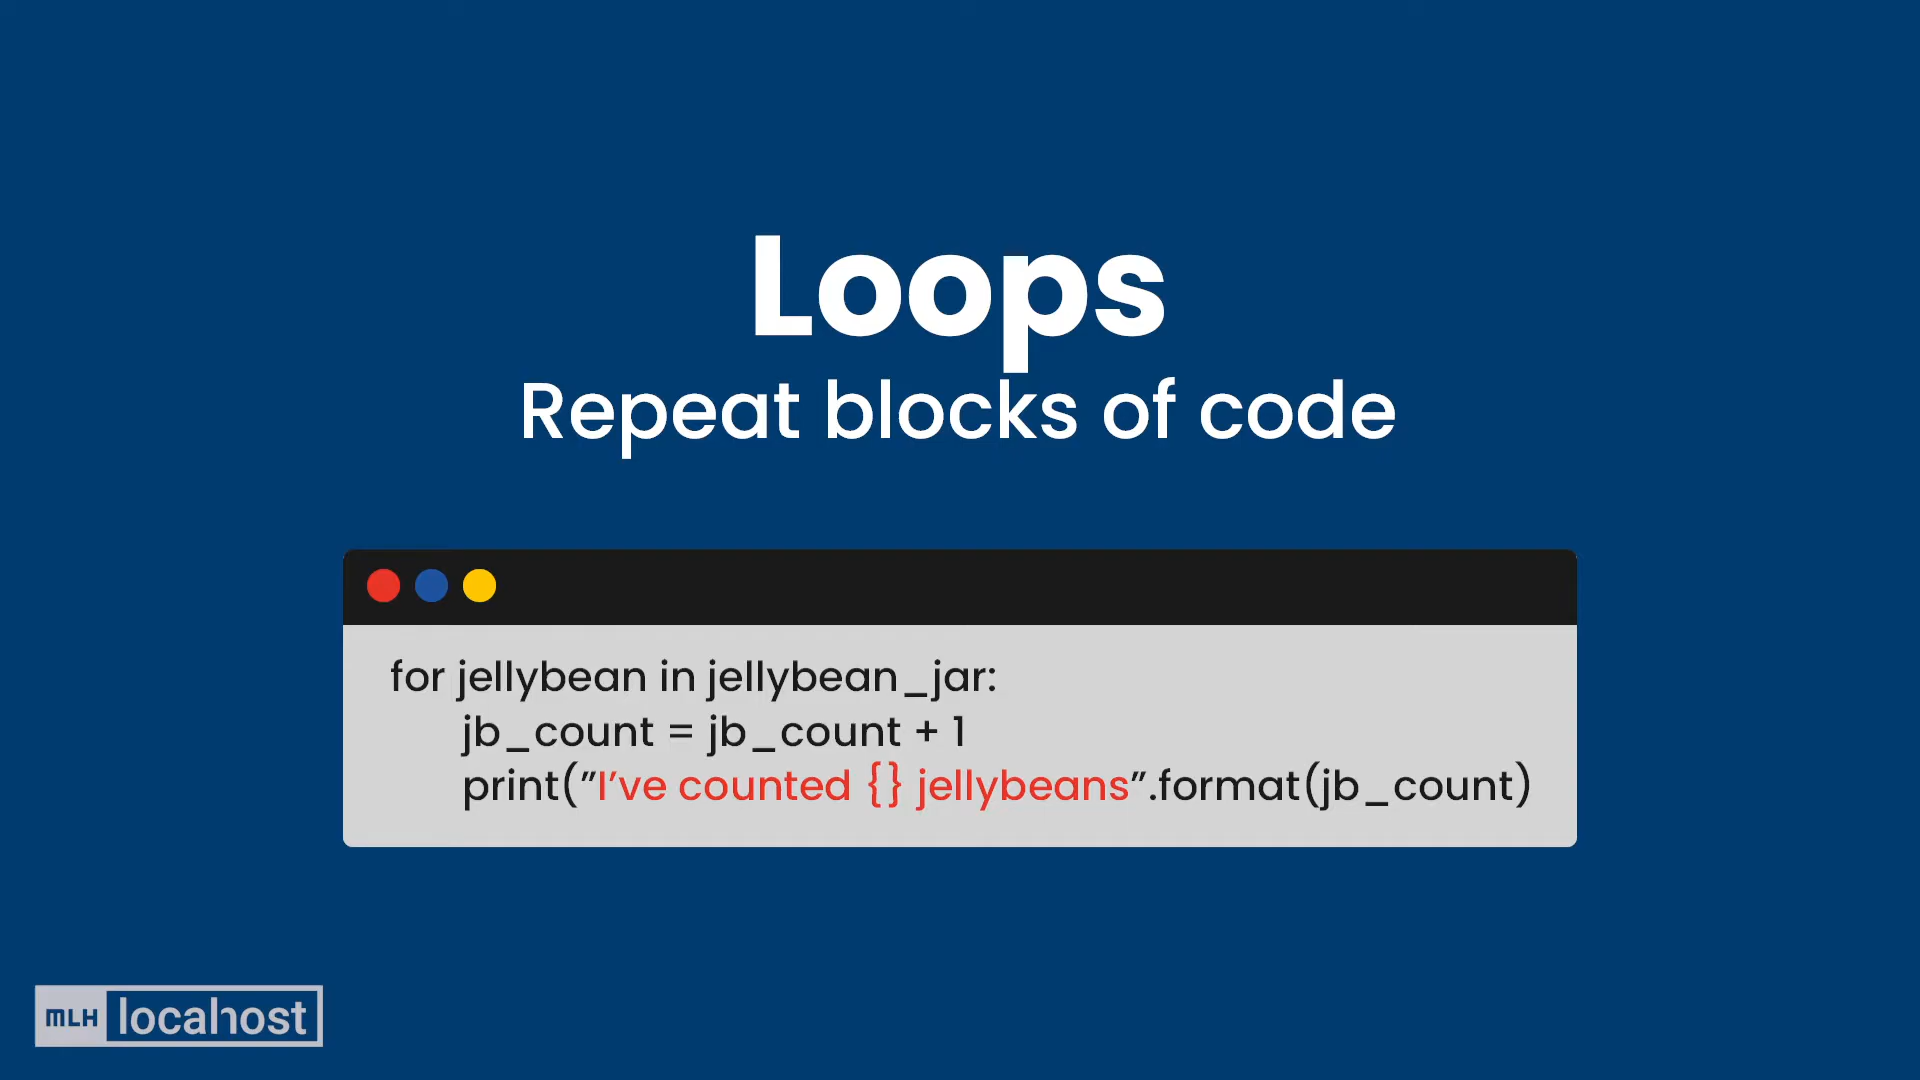 Loops
Repeat blocks of code
for jellybean in jellybean_jar:
jb_count = jb_count + 1
print(”I’ve counted {} jellybeans”.format(jb_count)
MLH localhost